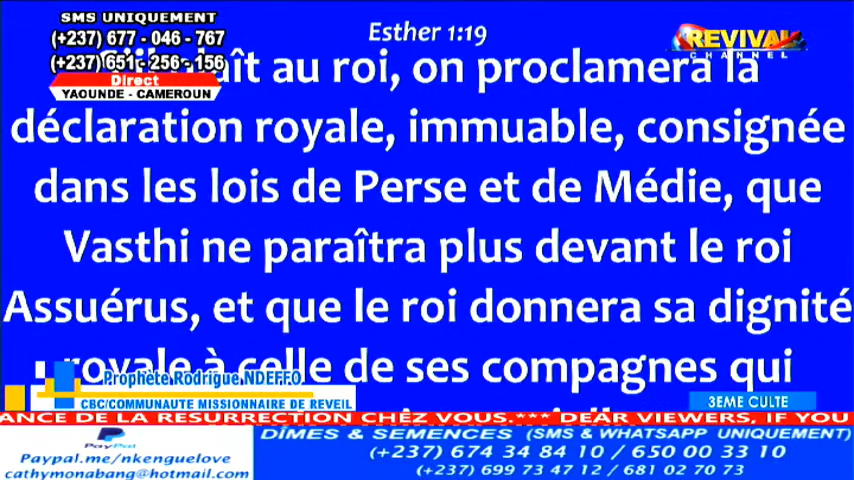 SMS UNIQUEMENT
(+237) 677 - 046 - 767
(+237) 651 - 256 - 156
Direct
YAOUNDE - CAMEROUN
Esther 1:19
REVIVAL
CHANNEL
au roi, on proclamera la
déclaration royale, immuable, consignée
dans les lois de Perse et de Médie, que
Vasthi ne paraîtra plus devant le roi
Assuérus, et que le roi donnera sa dignité
royale à celle de ses compagnes qui
Prophète Rodrigue NDEFFO
CBC/COMMUNAUTE MISSIONNAIRE DE REVEIL
3EME CULTE
ANCE DE LA RESURRECTION CHEZ VOUS.*** DEAR VIEWERS, IF YOU
PayPal
Paypal.me/nkenguelove
cathymonabang@hotmail.com
DÎMES & SEMENCES (SMS & WHATSAPP UNIQUEMENT)
(+237) 674 34 84 10 / 650 00 33 10
(+237) 699 73 47 12 / 681 02 70 73